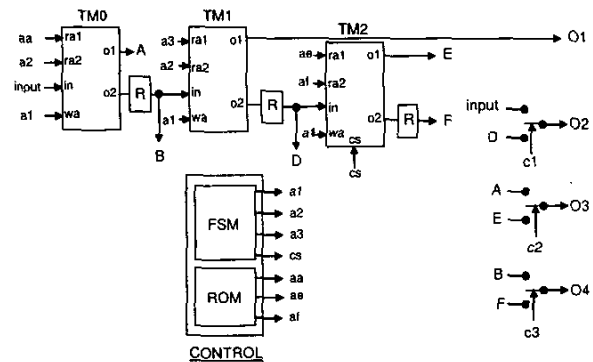 TM0
TM1
TM2
aa
ra1
o1
A
a2
ra2
input
in
o2
R
a1
wa
B
a3
ra1
o1
O1
a2
ra2
in
o2
R
a1
wa
D
ae
ra1
o1
E
af
ra2
in
o2
R
F
a1
wa
cs
cs
input
D
O2
c1
A
E
O3
c2
B
F
O4
c3
FSM
a1
a2
a3
cs
ROM
aa
ae
af
CONTROL